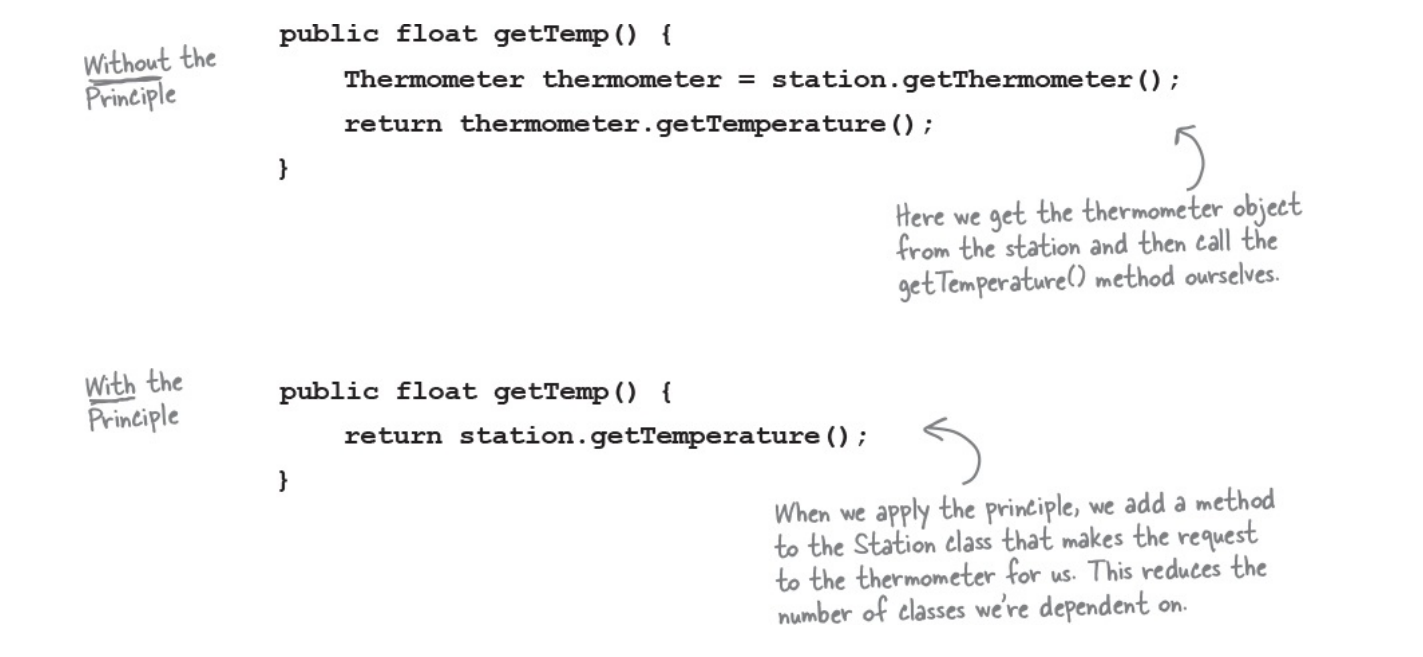 Without the
Principle
public float getTemp() {
Thermometer thermometer = station.getThermometer();
return thermometer.getTemperature();
}
Here we get the thermometer object
from the station and then call the
getTemperature() method ourselves.
With the
Principle
public float getTemp() {
return station.getTemperature();
}
When we apply the principle, we add a method
to the Station class that makes the request
to the thermometer for us. This reduces the
number of classes we're dependent on.